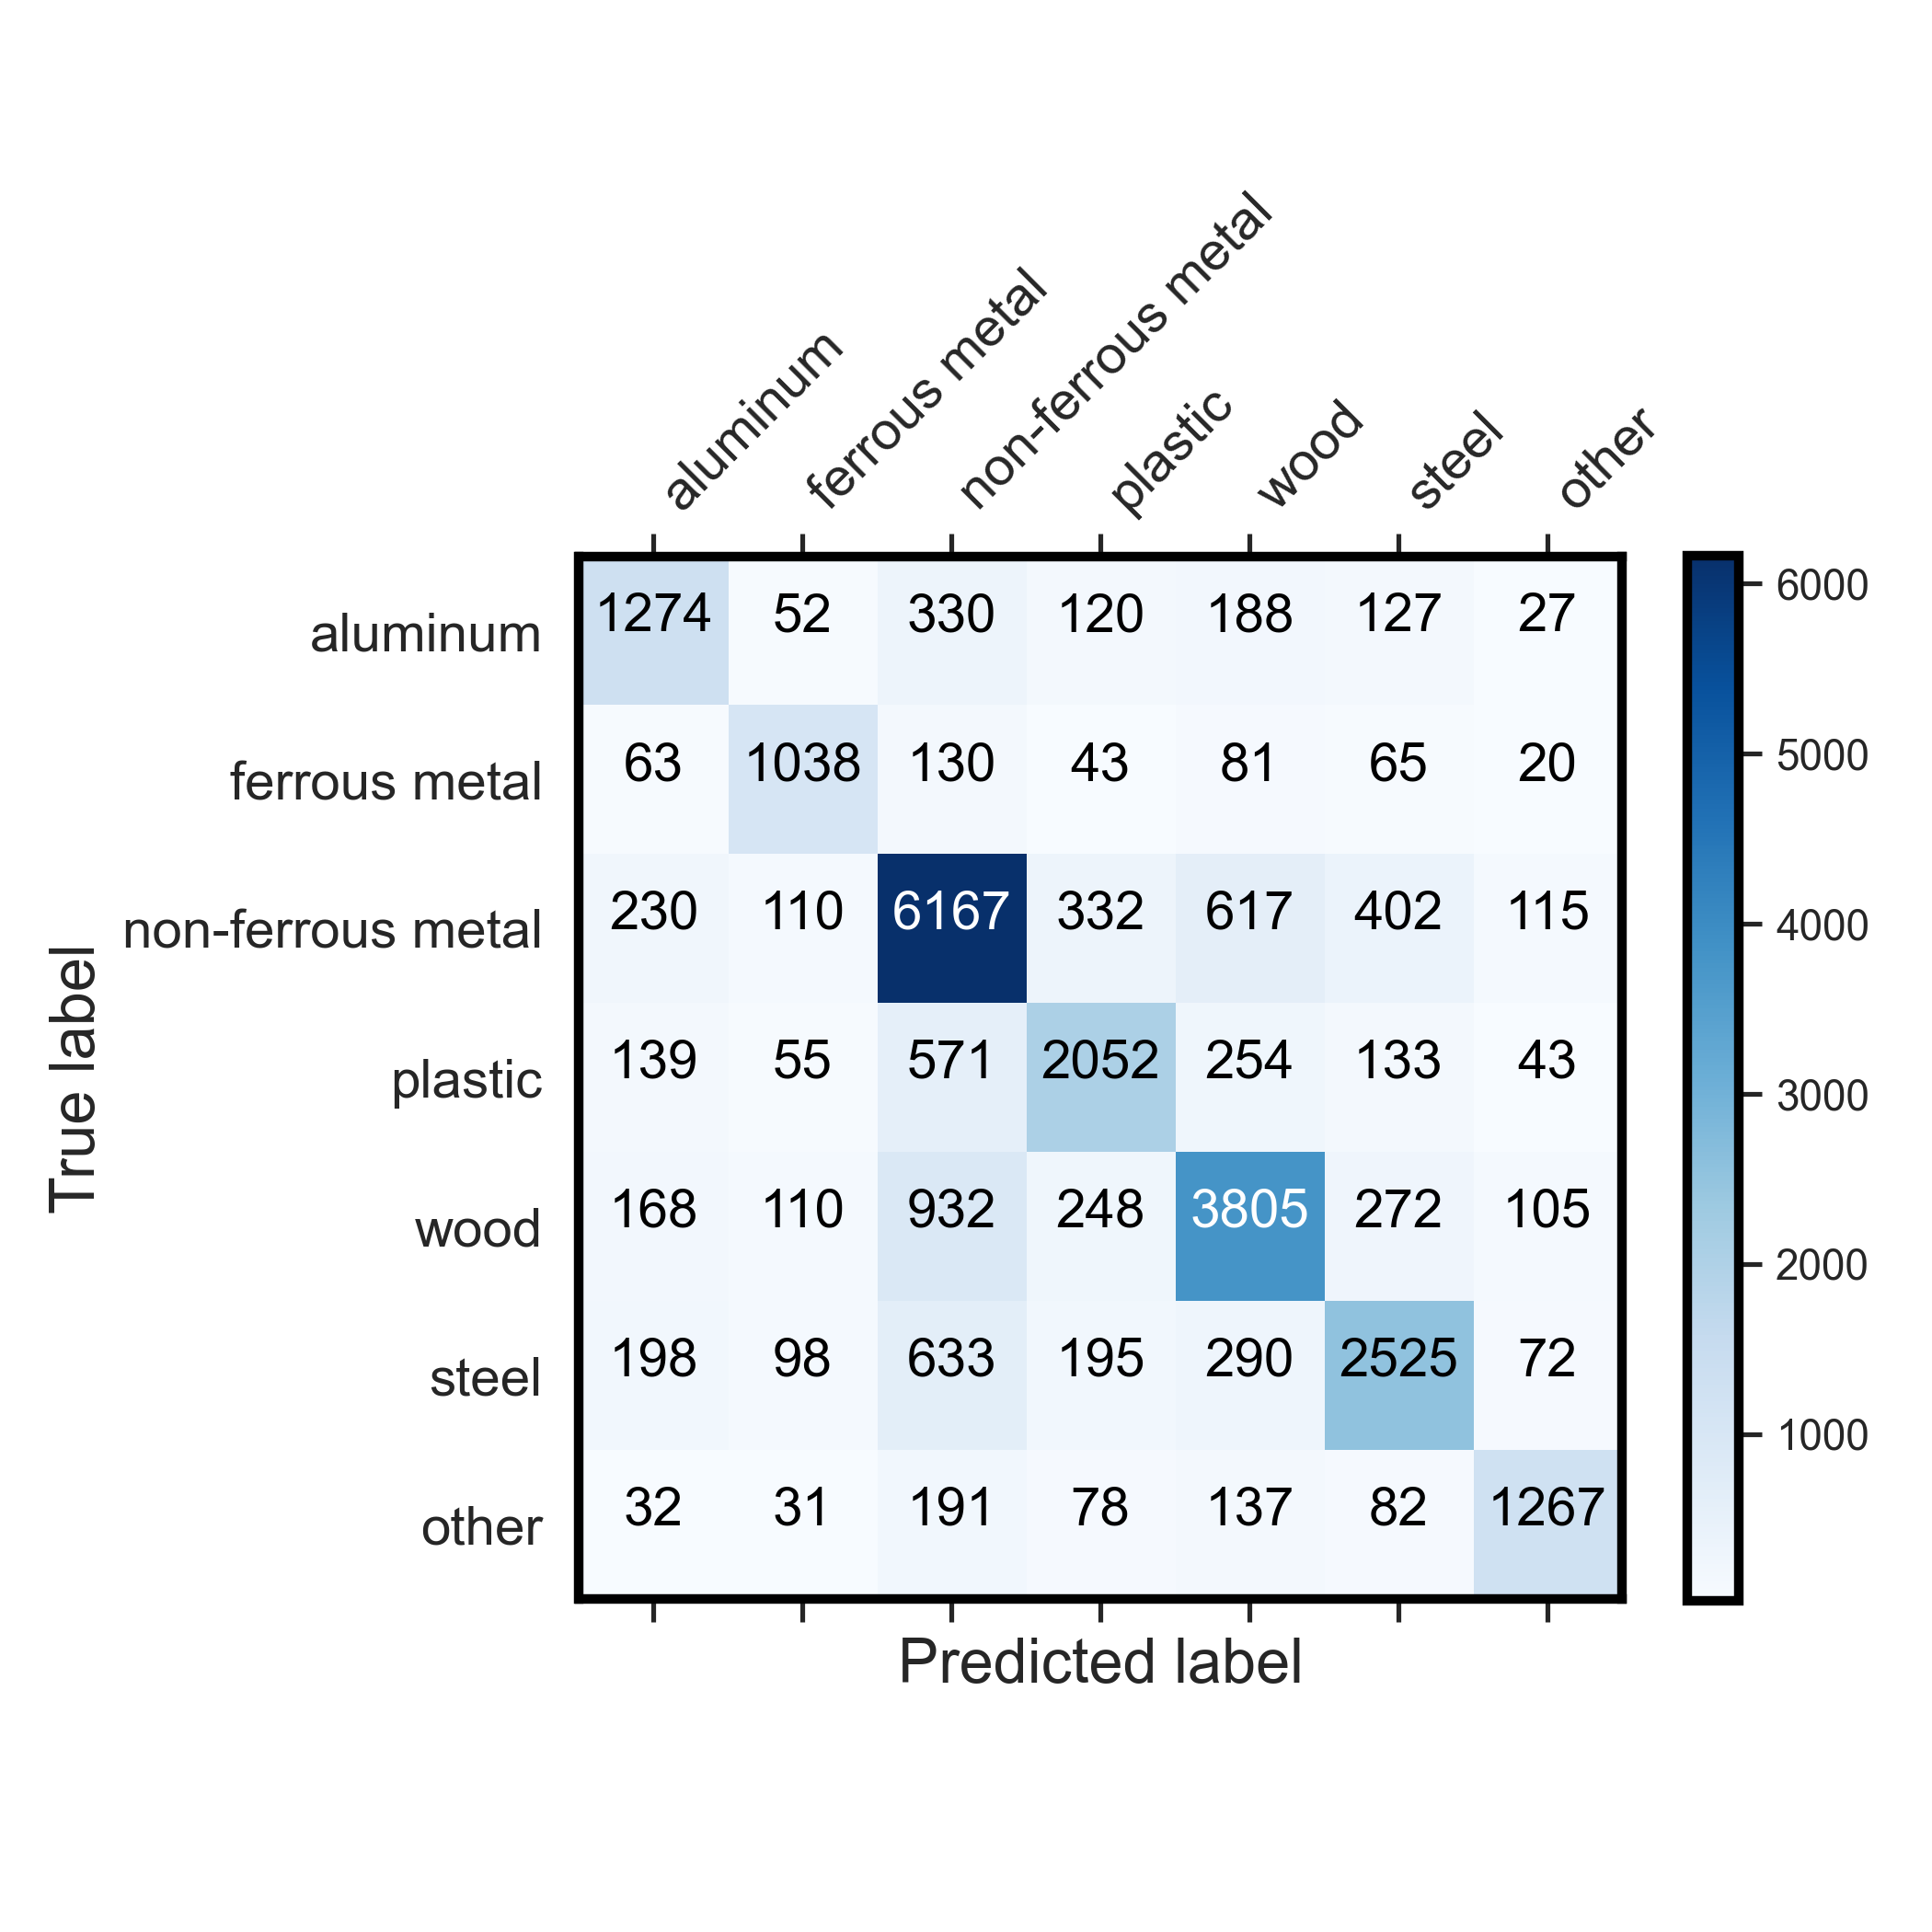 aluminum
ferrous metal
non-ferrous metal
plastic
wood
steel
other
aluminum 1274 52 330 120 188 127 27
ferrous metal 63 1038 130 43 81 65 20
non-ferrous metal 230 110 6167 332 617 402 115
plastic 139 55 571 2052 254 133 43
wood 168 110 932 248 3805 272 105
steel 198 98 633 195 290 2525 72
other 32 31 191 78 137 82 1267
True label
Predicted label
6000
5000
4000
3000
2000
1000